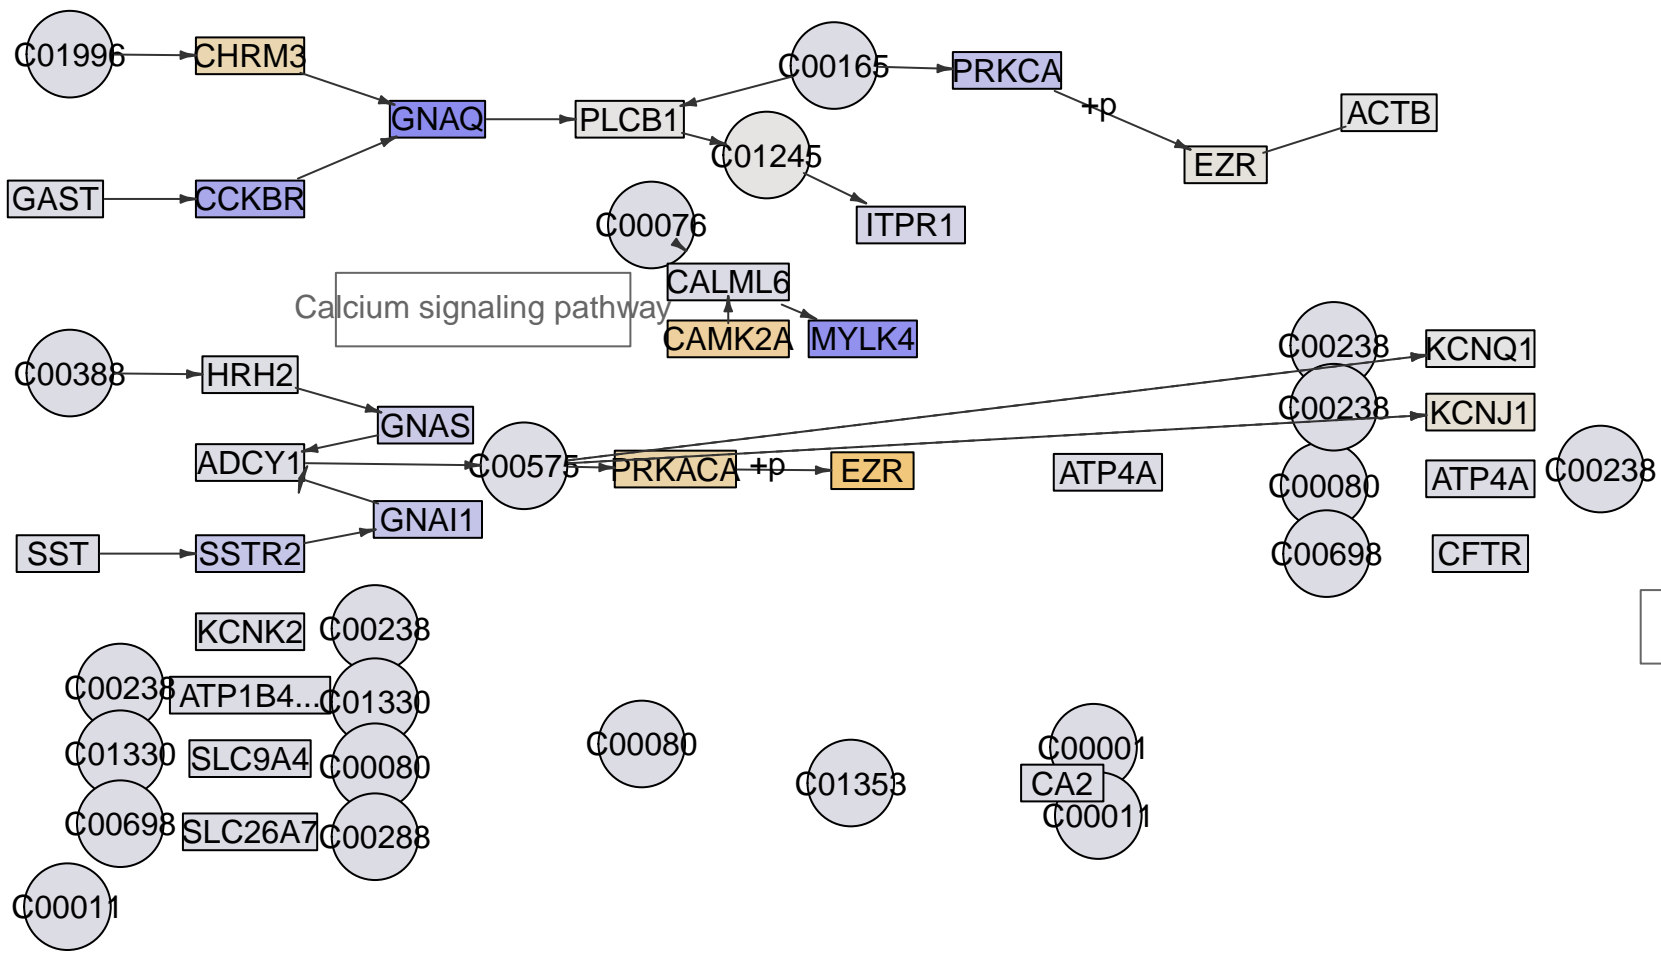 C01996
CHRM3
C00165
PRKCA
+p
ACTB
GNAQ
PLCB1
C01245
EZR
GAST
CCKBR
C00076
ITPR1
CALML6
Calcium signaling pathway
CAMK2A
MYLK4
C00238
KCNQ1
C00388
HRH2
C00238
KCNJ1
GNAS
ADCY1
C00575
PRKACA
+p
EZR
ATP4A
C00080
ATP4A
C00238
GNAI1
SST
SSTR2
C00698
CFTR
KCNK2
C00238
C00238
ATP1B4...
C01330
C01330
SLC9A4
C00080
C00080
C01353
C00001
CA2
C00011
C00698
SLC26A7
C00288
C00011